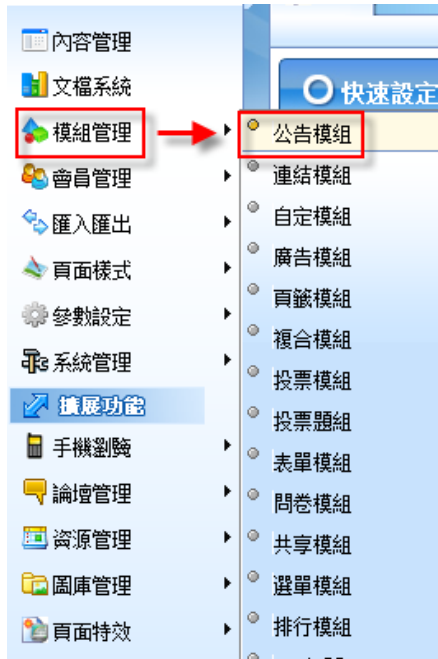 內容管理
文檔系統
模組管理
會員管理
匯入匯出
頁面樣式
參數設定
系統管理
擴展功能
手機瀏覽
論壇管理
資源管理
圖庫管理
頁面特效
快速設定
公告模組
連結模組
自定模組
廣告模組
頁籤模組
複合模組
投票模組
投票題組
表單模組
問卷模組
共享模組
選單模組
排行模組